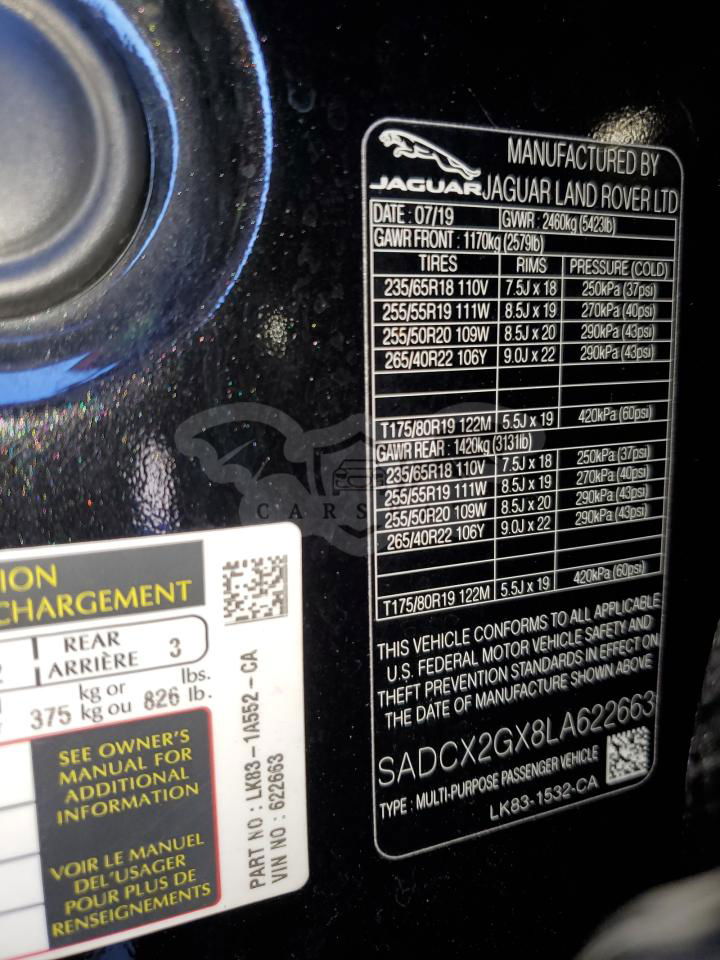 JAGUAR
MANUFACTURED BY
JAGUAR LAND ROVER LTD
DATE : 07/19 GVWR : 2460kg (5423lb)
GAWR FRONT : 1170kg (2579lb)
TIRES RIMS PRESSURE (COLD)
235/65R18 110V 7.5J x 18 250kPa (37psi)
255/55R19 111W 8.5J x 19 270kPa (40psi)
255/50R20 109W 8.5J x 20 290kPa (43psi)
265/40R22 106Y 9.0J x 22 290kPa (43psi)
T175/80R19 122M 5.5J x 19 420kPa (60psi)
GAWR REAR : 1420kg (3131lb)
235/65R18 110V 7.5J x 18 250kPa (37psi)
255/55R19 111W 8.5J x 19 270kPa (40psi)
255/50R20 109W 8.5J x 20 290kPa (43psi)
265/40R22 106Y 9.0J x 22 290kPa (43psi)
T175/80R19 122M 5.5J x 19 420kPa (60psi)
THIS VEHICLE CONFORMS TO ALL APPLICABLE
U.S. FEDERAL MOTOR VEHICLE SAFETY AND
THEFT PREVENTION STANDARDS IN EFFECT ON
THE DATE OF MANUFACTURE SHOWN ABOVE
SADCX2GX8LA622663
TYPE : MULTI-PURPOSE PASSENGER VEHICLE
LK83-1532-CA
CARS
TION
CHARGEMENT
2 REAR
ARRIÈRE 3
375 kg or
kg ou 826 lbs.
lb.
SEE OWNER'S
MANUAL FOR
ADDITIONAL
INFORMATION
VOIR LE MANUEL
DEL'USAGER
POUR PLUS DE
RENSEIGNEMENTS
PART NO : LK83-1A552-CA
VIN NO : 622663